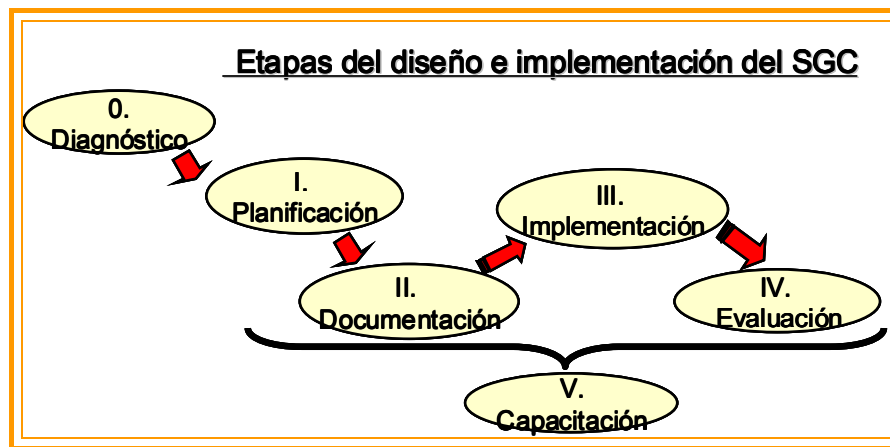 Etapas del diseño e implementación del SGC
0.
Diagnóstico
I.
Planificación
II.
Documentación
III.
Implementación
IV.
Evaluación
V.
Capacitación